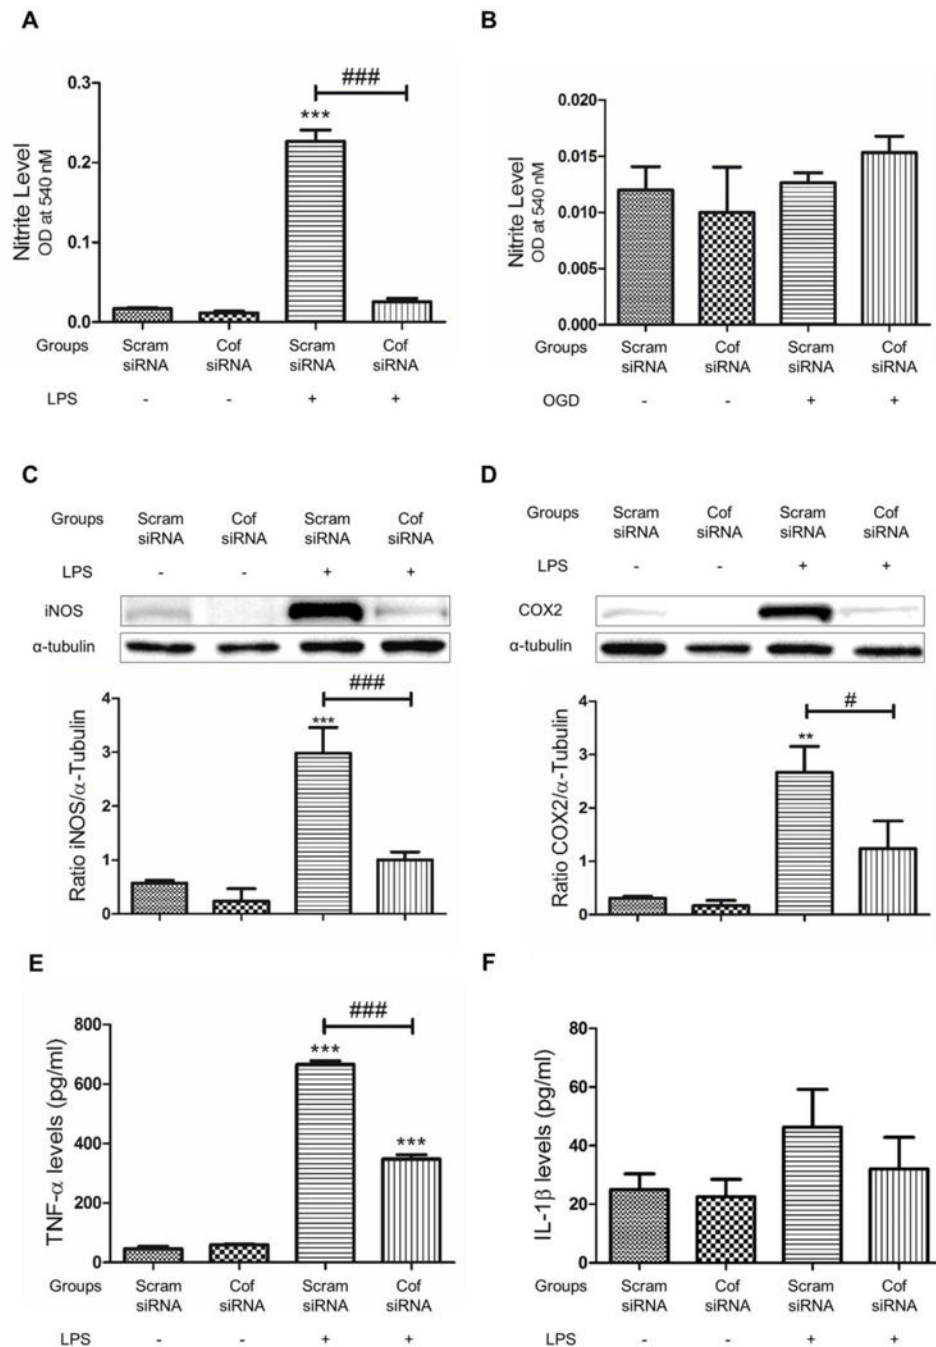 A
###
***
0.3
0.2
0.1
0.0
Nitrite Level
OD at 540 nM
Groups Scram siRNA Cof siRNA Scram siRNA Cof siRNA
LPS - - + +
B
0.020
0.015
0.010
0.005
0.000
Nitrite Level
OD at 540 nM
Groups Scram siRNA Cof siRNA Scram siRNA Cof siRNA
OGD - - + +
C
Groups Scram siRNA Cof siRNA Scram siRNA Cof siRNA
LPS - - + +
iNOS
α-tubulin
###
***
4
3
2
1
0
Ratio iNOS/α-Tubulin
D
Groups Scram siRNA Cof siRNA Scram siRNA Cof siRNA
LPS - - + +
COX2
α-tubulin
#
**
4
3
2
1
0
Ratio COX2/α-Tubulin
E
###
***
***
800
600
400
200
0
TNF-α levels (pg/ml)
Groups Scram siRNA Cof siRNA Scram siRNA Cof siRNA
LPS - - + +
F
80
60
40
20
0
IL-1β levels (pg/ml)
Groups Scram siRNA Cof siRNA Scram siRNA Cof siRNA
LPS - - + +